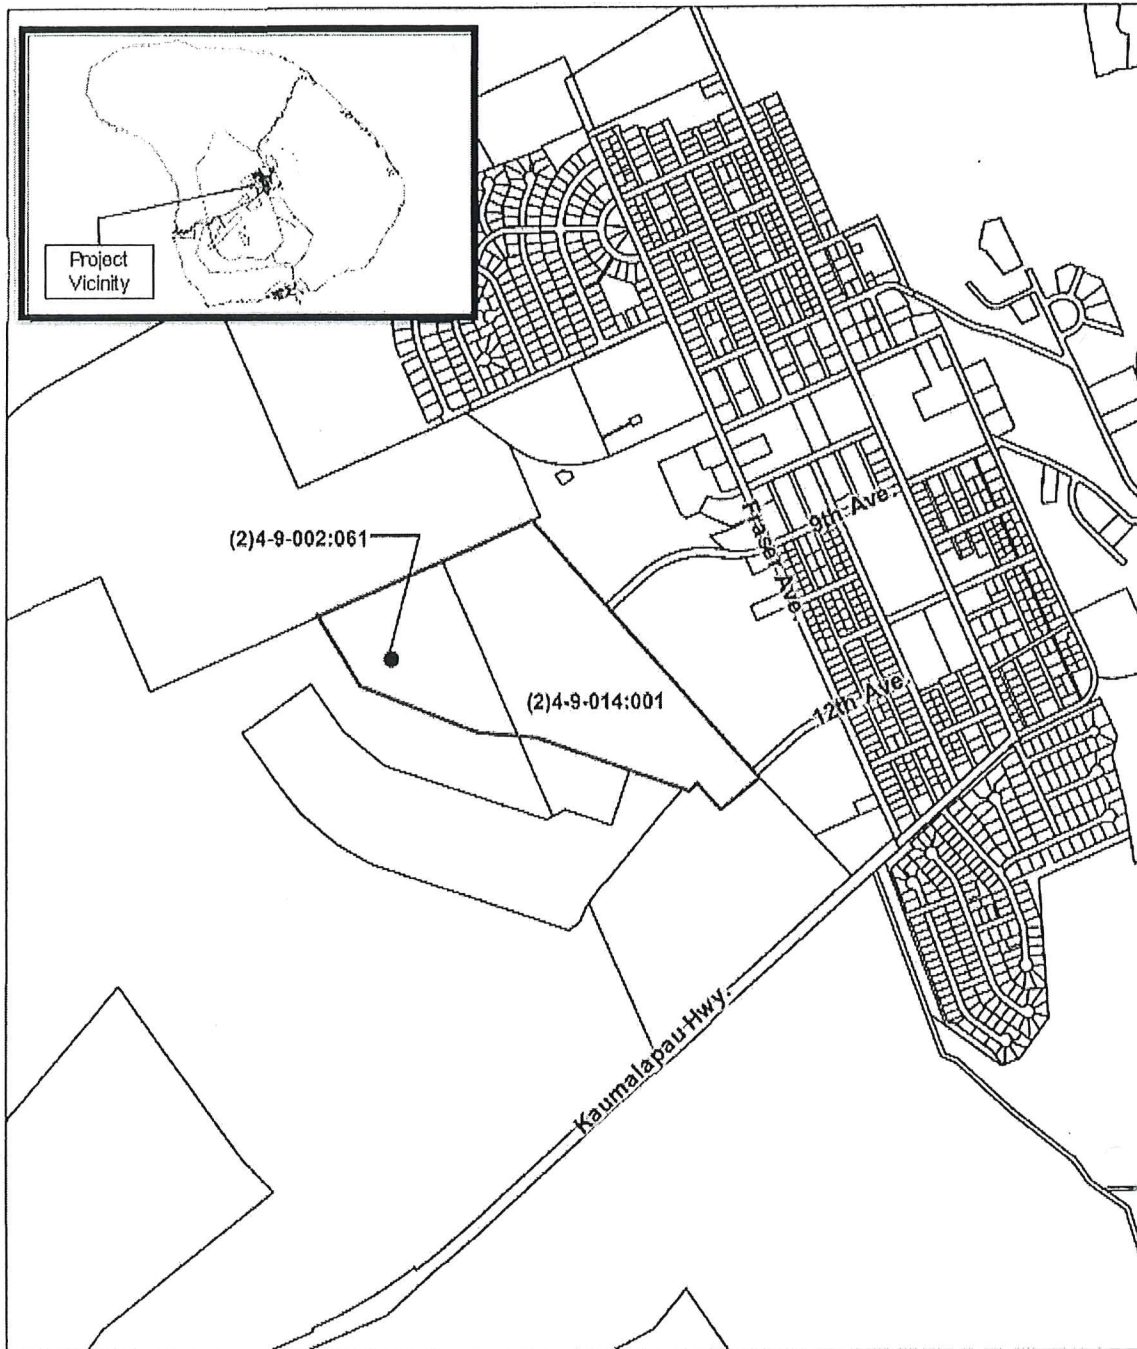 Project
Vicinity
(2)4-9-002:061
9th Ave.
Fraser Ave.
(2)4-9-014:001
12th Ave.
Kaumalapau Hwy.